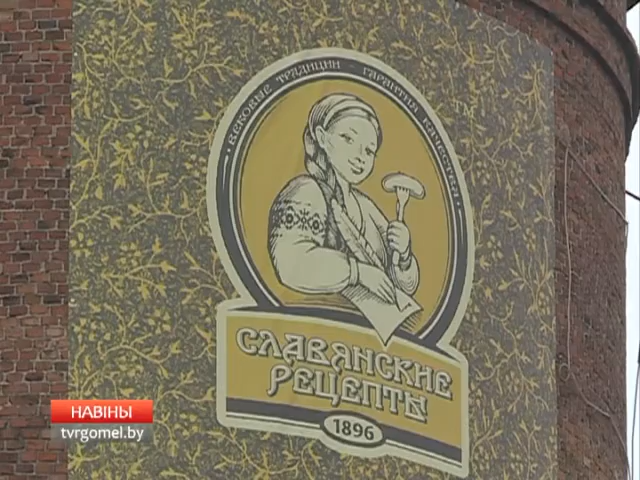 ВЕКОВЫЕ ТРАДИЦИИ - ГАРАНТИЯ КАЧЕСТВА
СЛАВЯНСКИЕ
РЕЦЕПТЫ
1896
НАВІНЫ
tvrgomel.by